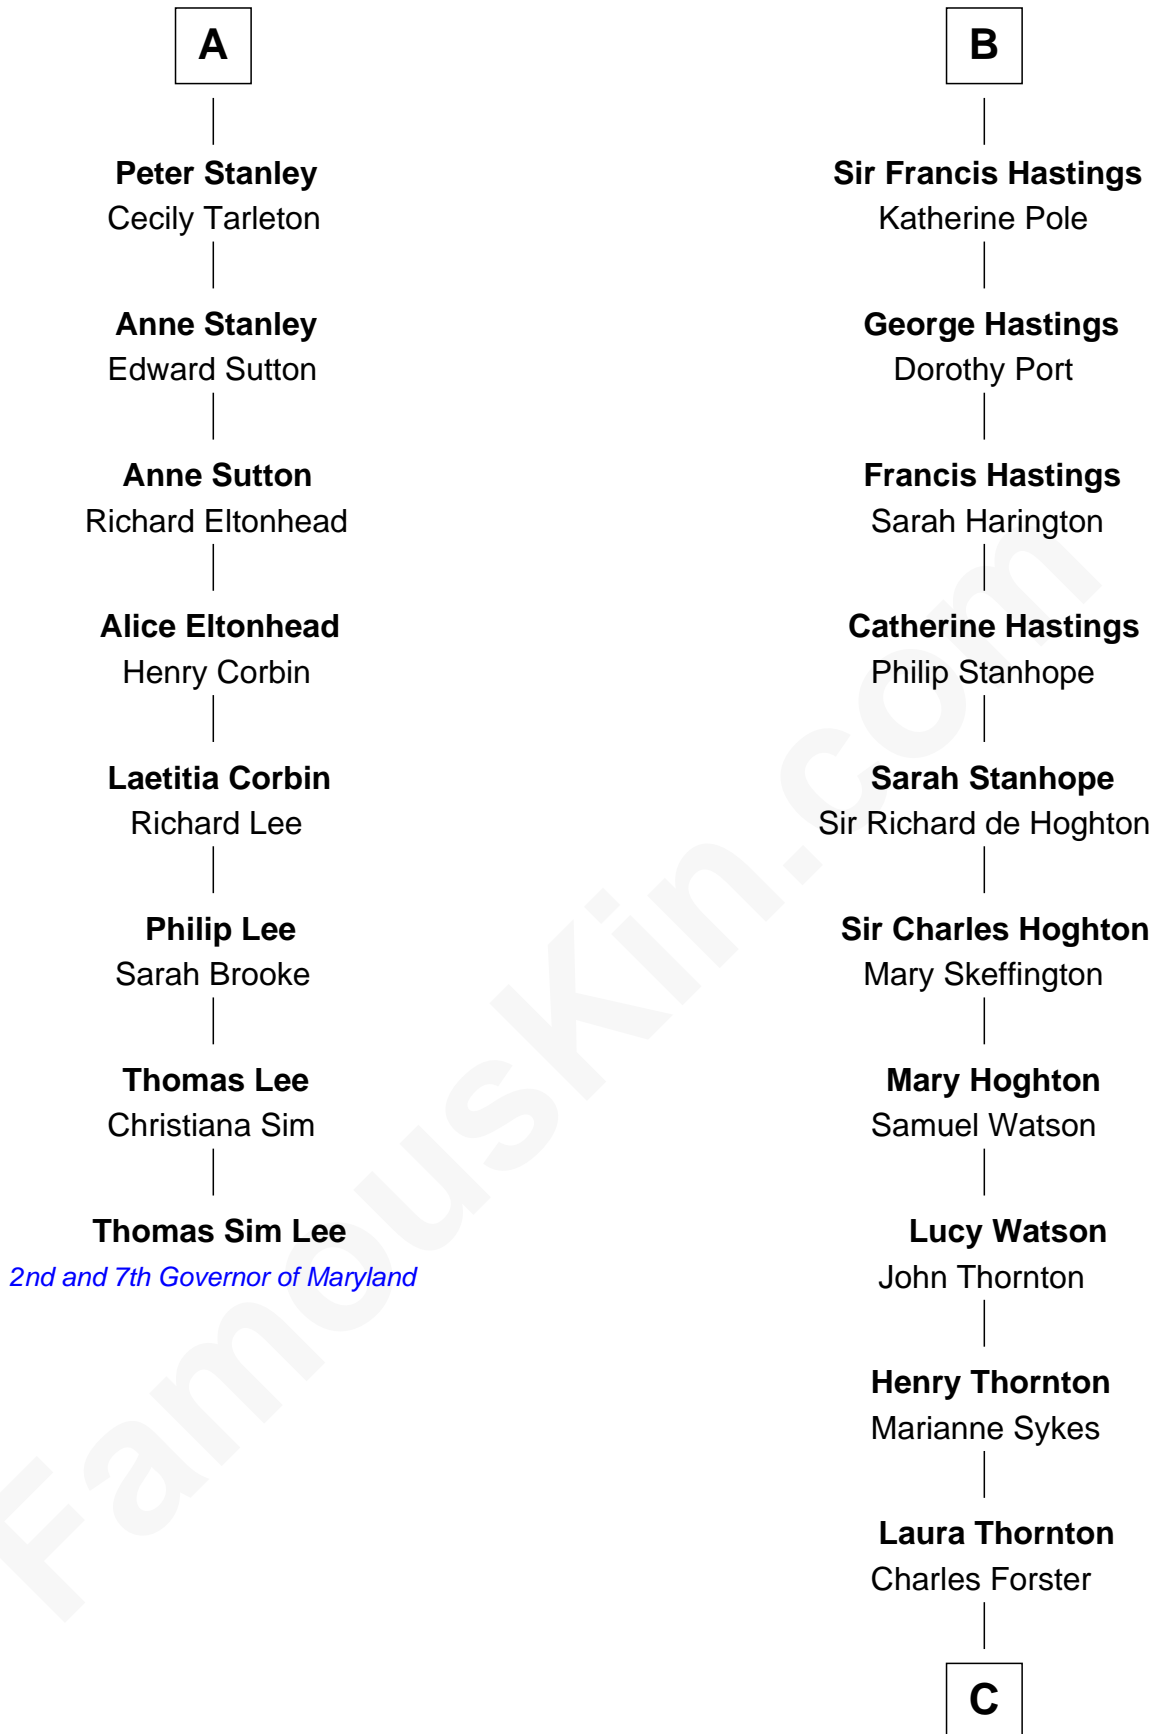 A
Peter Stanley
Cecily Tarleton
Anne Stanley
Edward Sutton
Anne Sutton
Richard Eltonhead
Alice Eltonhead
Henry Corbin
Laetitia Corbin
Richard Lee
Philip Lee
Sarah Brooke
Thomas Lee
Christiana Sim
Thomas Sim Lee
2nd and 7th Governor of Maryland
B
Sir Francis Hastings
Katherine Pole
George Hastings
Dorothy Port
Francis Hastings
Sarah Harington
Catherine Hastings
Philip Stanhope
Sarah Stanhope
Sir Richard de Hoghton
Sir Charles Hoghton
Mary Skeffington
Mary Hoghton
Samuel Watson
Lucy Watson
John Thornton
Henry Thornton
Marianne Sykes
Laura Thornton
Charles Forster
C
FamousKin.com